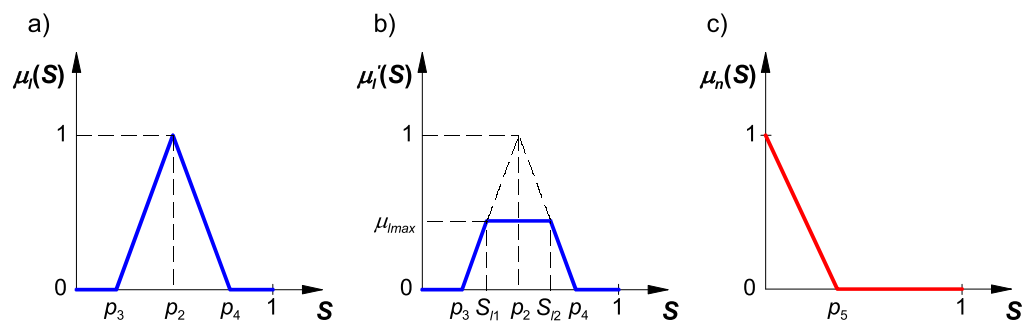 a)
b)
c)
μl(S)
μl'(S)
μn(S)
1
1
1
μlmax
0
0
0
p3 p2 p4 1 S
p3 Sl1 p2 Sl2 p4 1 S
p5 1 S